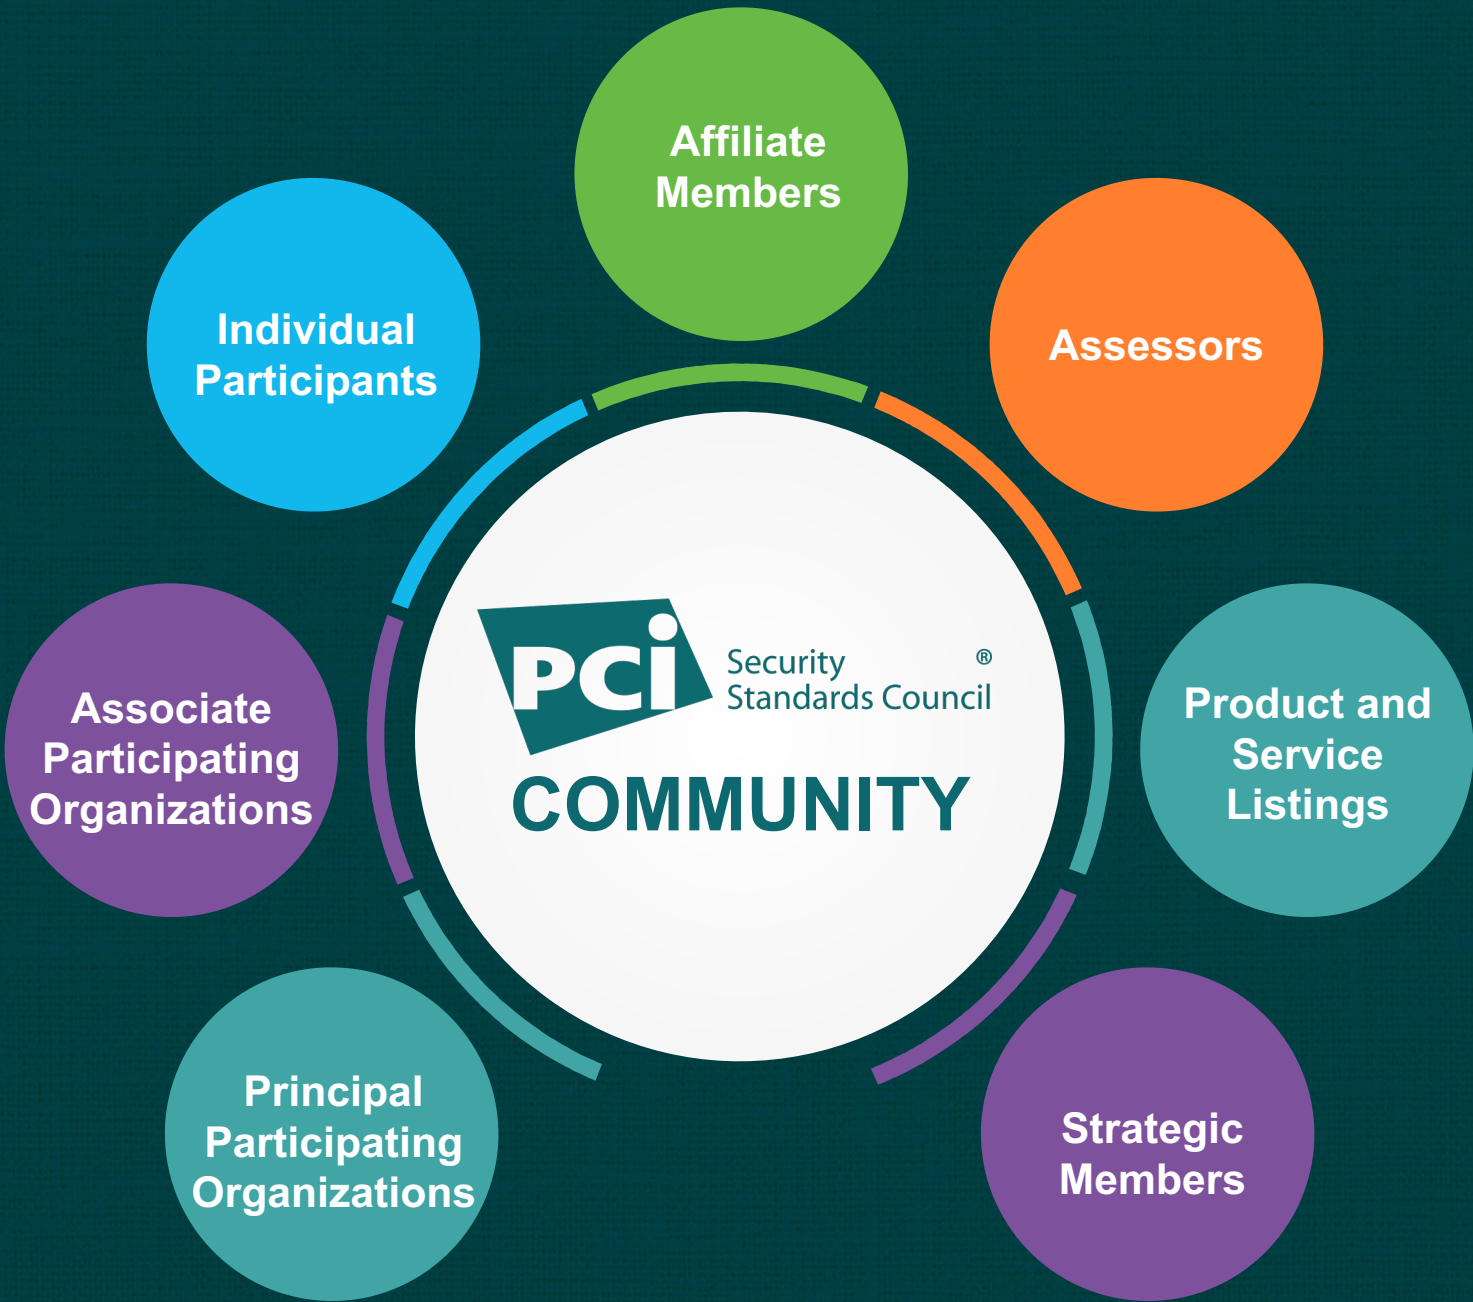 Affiliate
Members
Individual
Participants
Assessors
Associate
Participating
Organizations
PCi Security ®
Standards Council
COMMUNITY
Product and
Service
Listings
Principal
Participating
Organizations
Strategic
Members